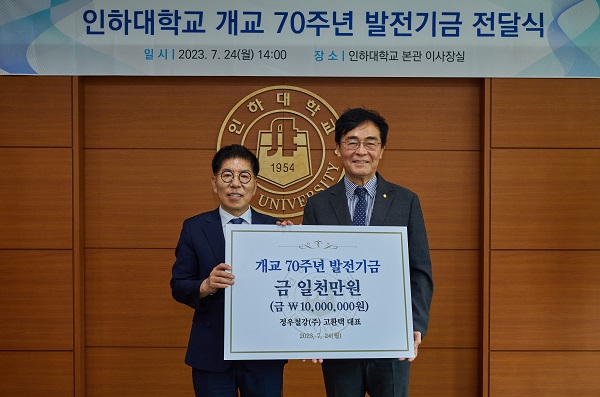 인하대학교 개교 70주년 발전기금 전달식
일 시 | 2023. 7. 24(월) 14:00 장 소 | 인하대학교 본관 이사장실
인하대학교
1954
UNIVERSITY
개교 70주년 발전기금
금 일천만원
(금 ₩10,000,000원)
정우철강(주) 고환택 대표
2023. 7. 24(월)